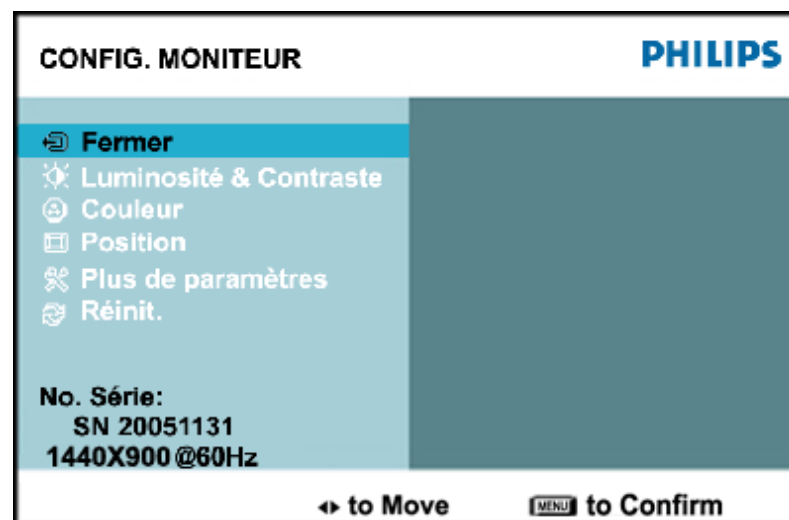 CONFIG. MONITEUR
PHILIPS
Fermer
Luminosité & Contraste
Couleur
Position
Plus de paramètres
Réinit.
No. Série:
SN 20051131
1440X900@60Hz
to Move
MENU to Confirm